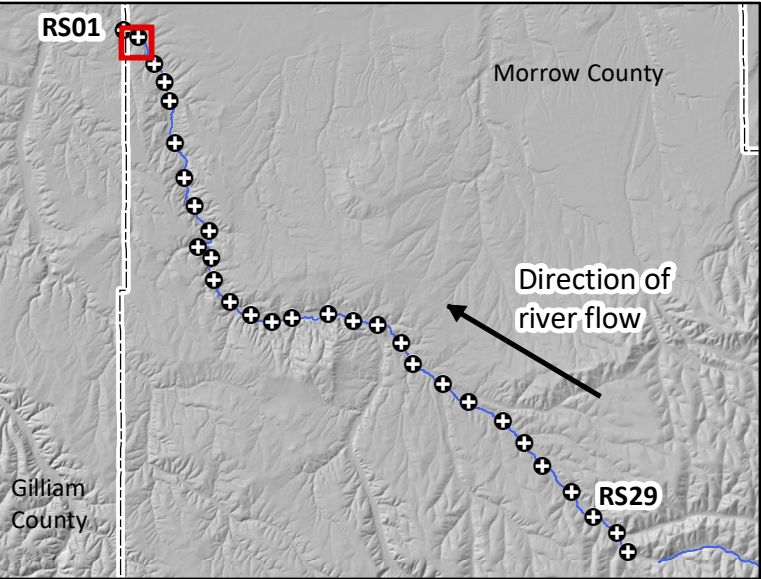 RS01
Morrow County
Direction of
river flow
RS29
Gilliam
County